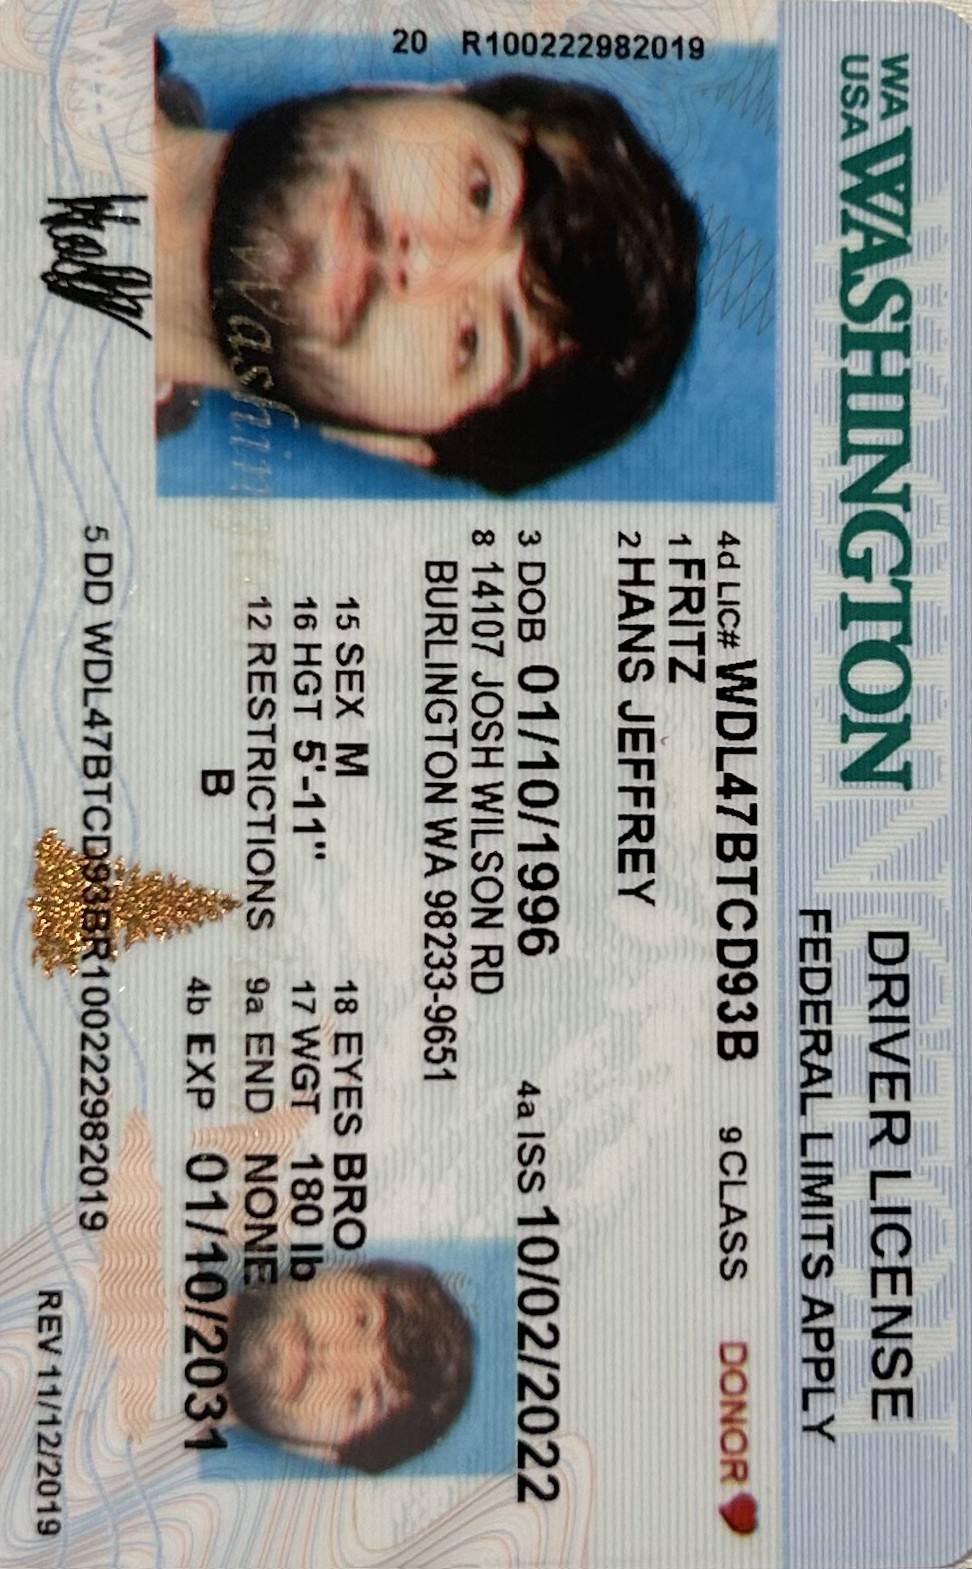 WA
USA
WASHINGTON
DRIVER LICENSE
FEDERAL LIMITS APPLY
20 R100222982019
4d LIC# WDL47BTCD93B 9 CLASS DONOR
1 FRITZ
2 HANS JEFFREY
3 DOB 01/10/1996 4a ISS 10/02/2022
8 14107 JOSH WILSON RD
BURLINGTON WA 98233-9651
15 SEX M 18 EYES BRO
16 HGT 5'-11" 17 WGT 180 lb
12 RESTRICTIONS 9a END NONE
B 4b EXP 01/10/2031
5 DD WDL47BTCD93BR100222982019
REV 11/12/2019